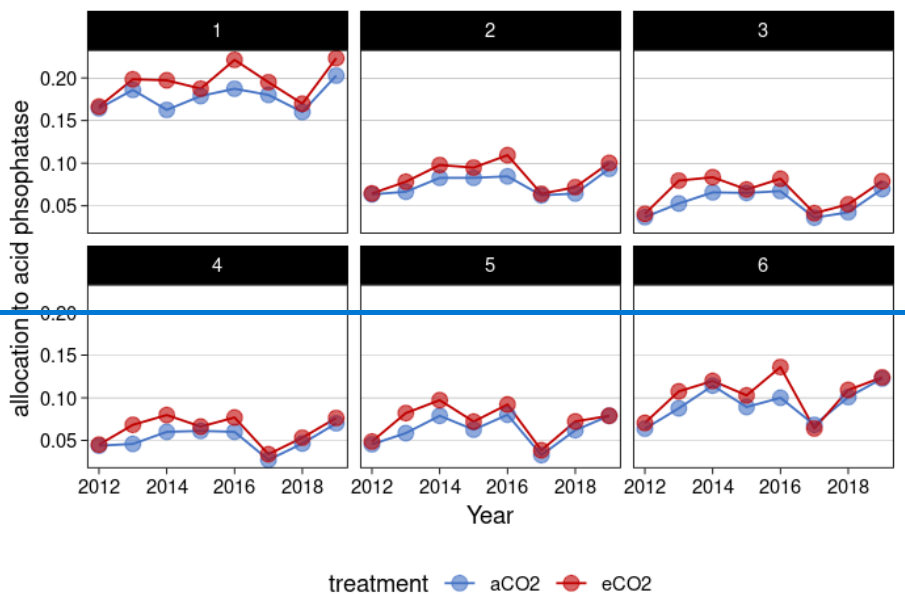 1 2 3
0.20
0.15
0.10
0.05
allocation to acid phsophatase
4 5 6
0.20
0.15
0.10
0.05
2012 2014 2016 2018 2012 2014 2016 2018 2012 2014 2016 2018
Year
treatment aCO2 eCO2